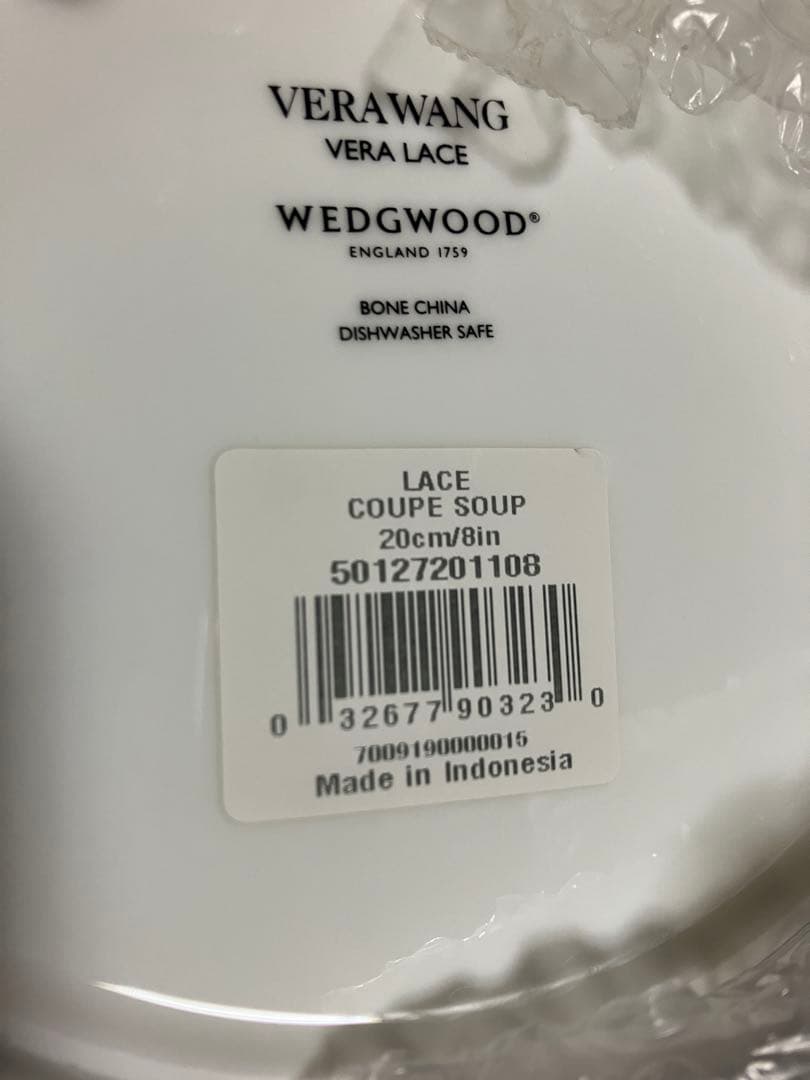 VERAWANG
VERA LACE
WEDGWOOD®
ENGLAND 1759
BONE CHINA
DISHWASHER SAFE
LACE
COUPE SOUP
20cm/8in
50127201108
0 32677 90323 0
7009190000015
Made in Indonesia